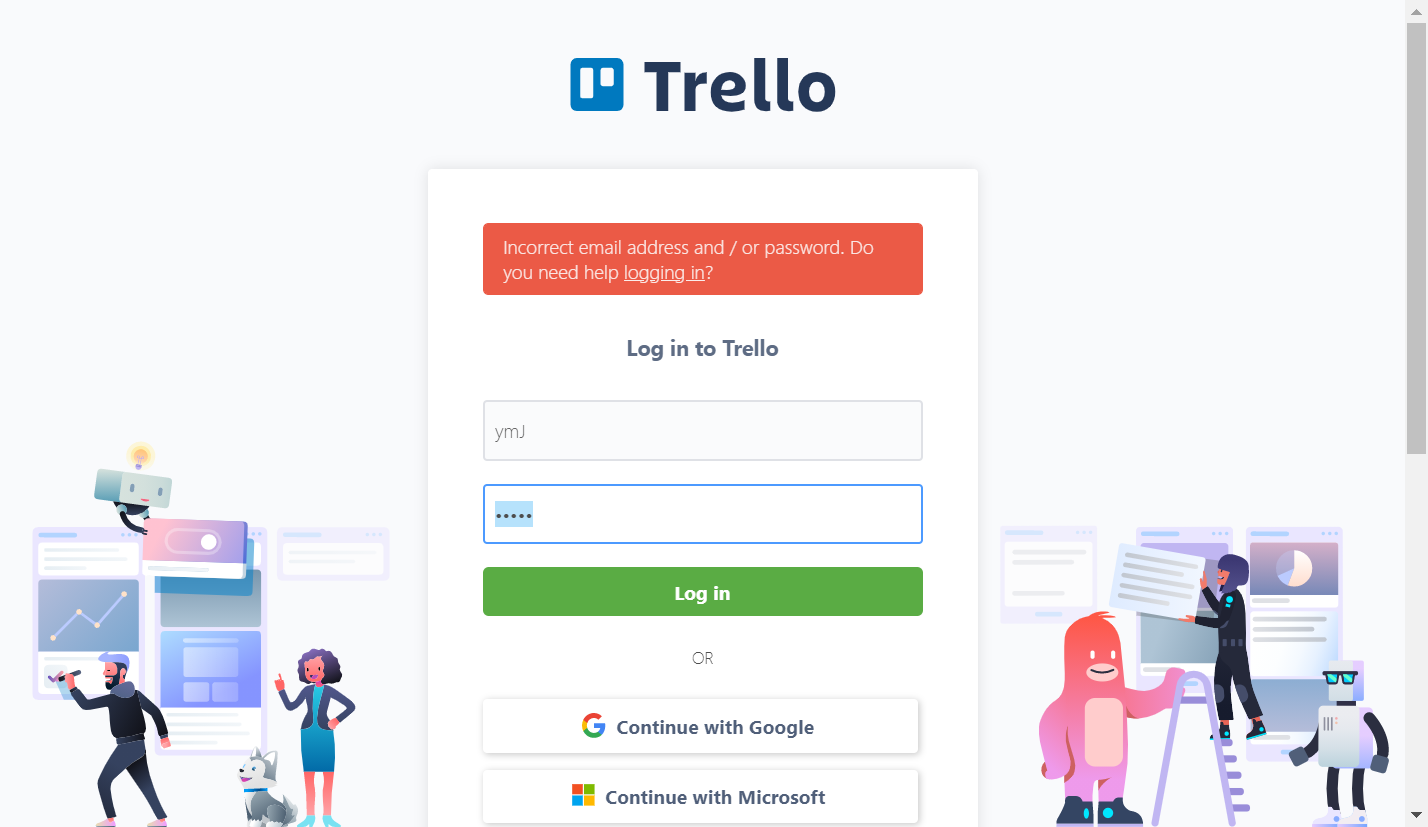 Trello
Incorrect email address and / or password. Do
you need help logging in?
Log in to Trello
ymJ
•••••
Log in
OR
Continue with Google
Continue with Microsoft